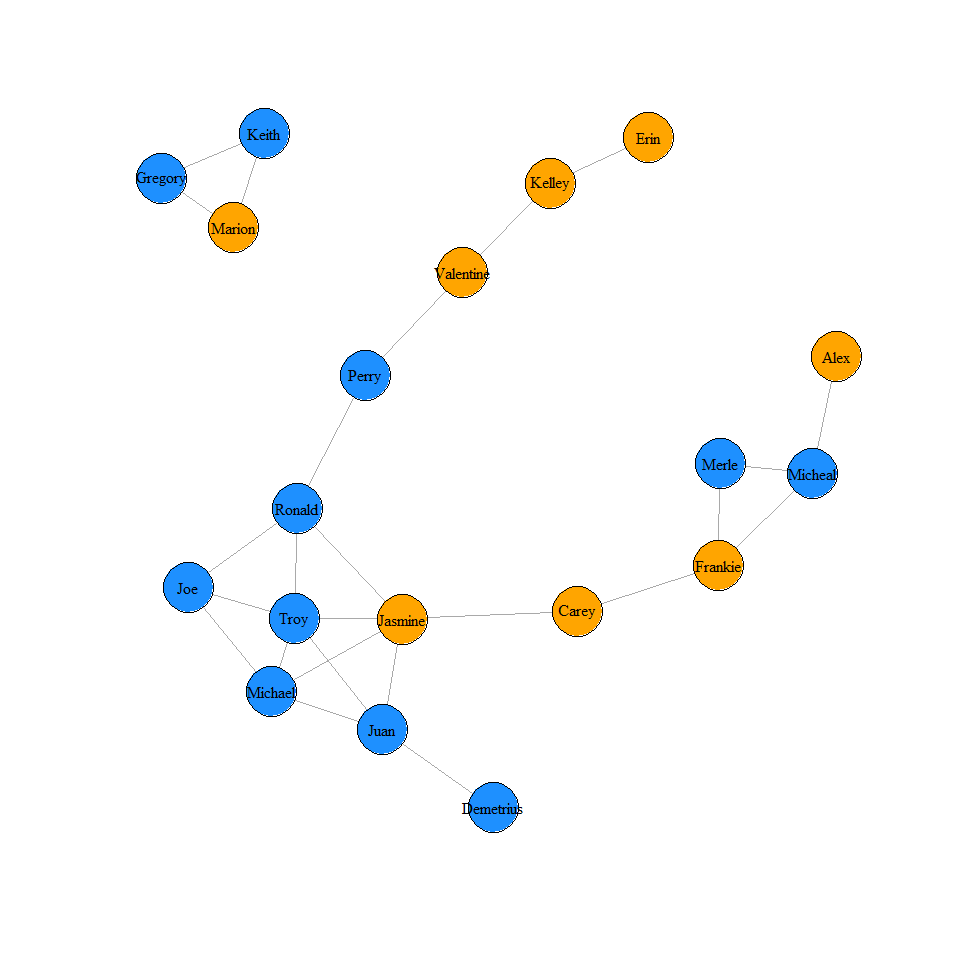 Keith
Erin
Gregory
Kelley
Marion
Valentine
Alex
Perry
Merle
Micheal
Ronald
Frankie
Joe
Carey
Troy
Jasmine
Michael
Juan
Demetrius